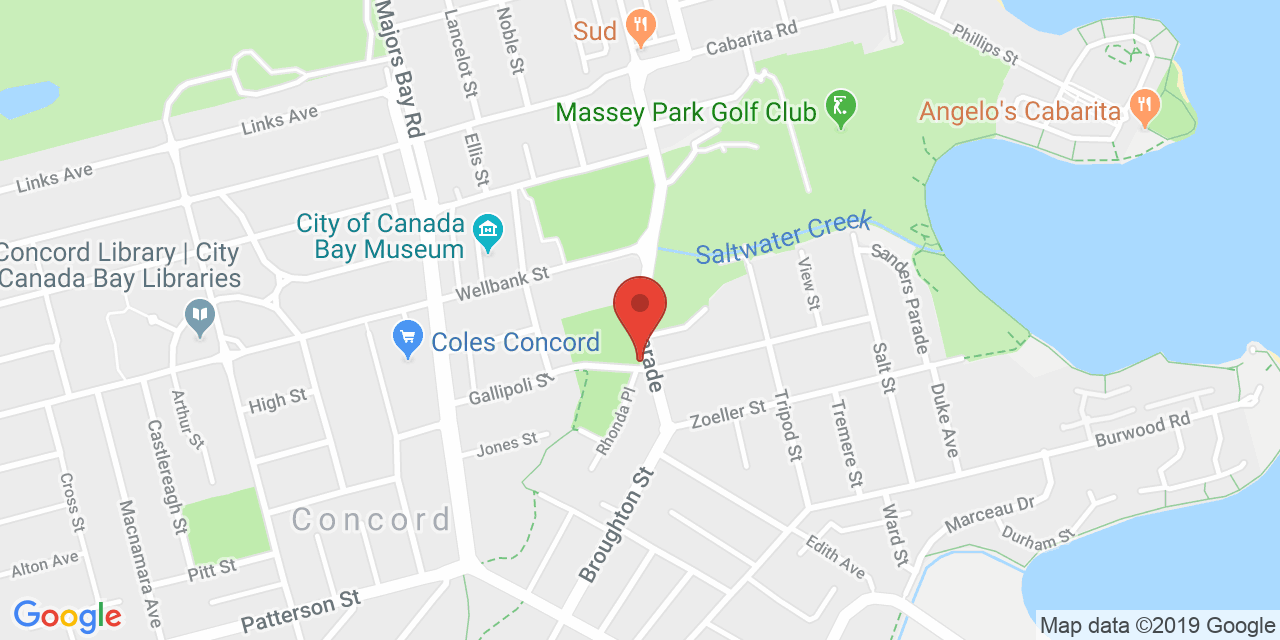 Majors Bay Rd
Lancelot St
Noble St
Sud
Cabarita Rd
Phillips St
Links Ave
Massey Park Golf Club
Angelo's Cabarita
Links Ave
Ellis St
City of Canada
Bay Museum
Saltwater Creek
Concord Library | City
Canada Bay Libraries
Wellbank St
View St
Sanders Parade
Coles Concord
arade
Salt St
Gallipoli St
High St
Arthur St
Rhonda Pl
Zoeller St
Tripod St
Tremere St
Duke Ave
Burwood Rd
Jones St
Castlereagh St
Cross St
Macnamara Ave
Concord
Broughton St
Marceau Dr
Ward St
Durham St
Edith Ave
Alton Ave
Pitt St
Patterson St
Google
Map data ©2019 Google